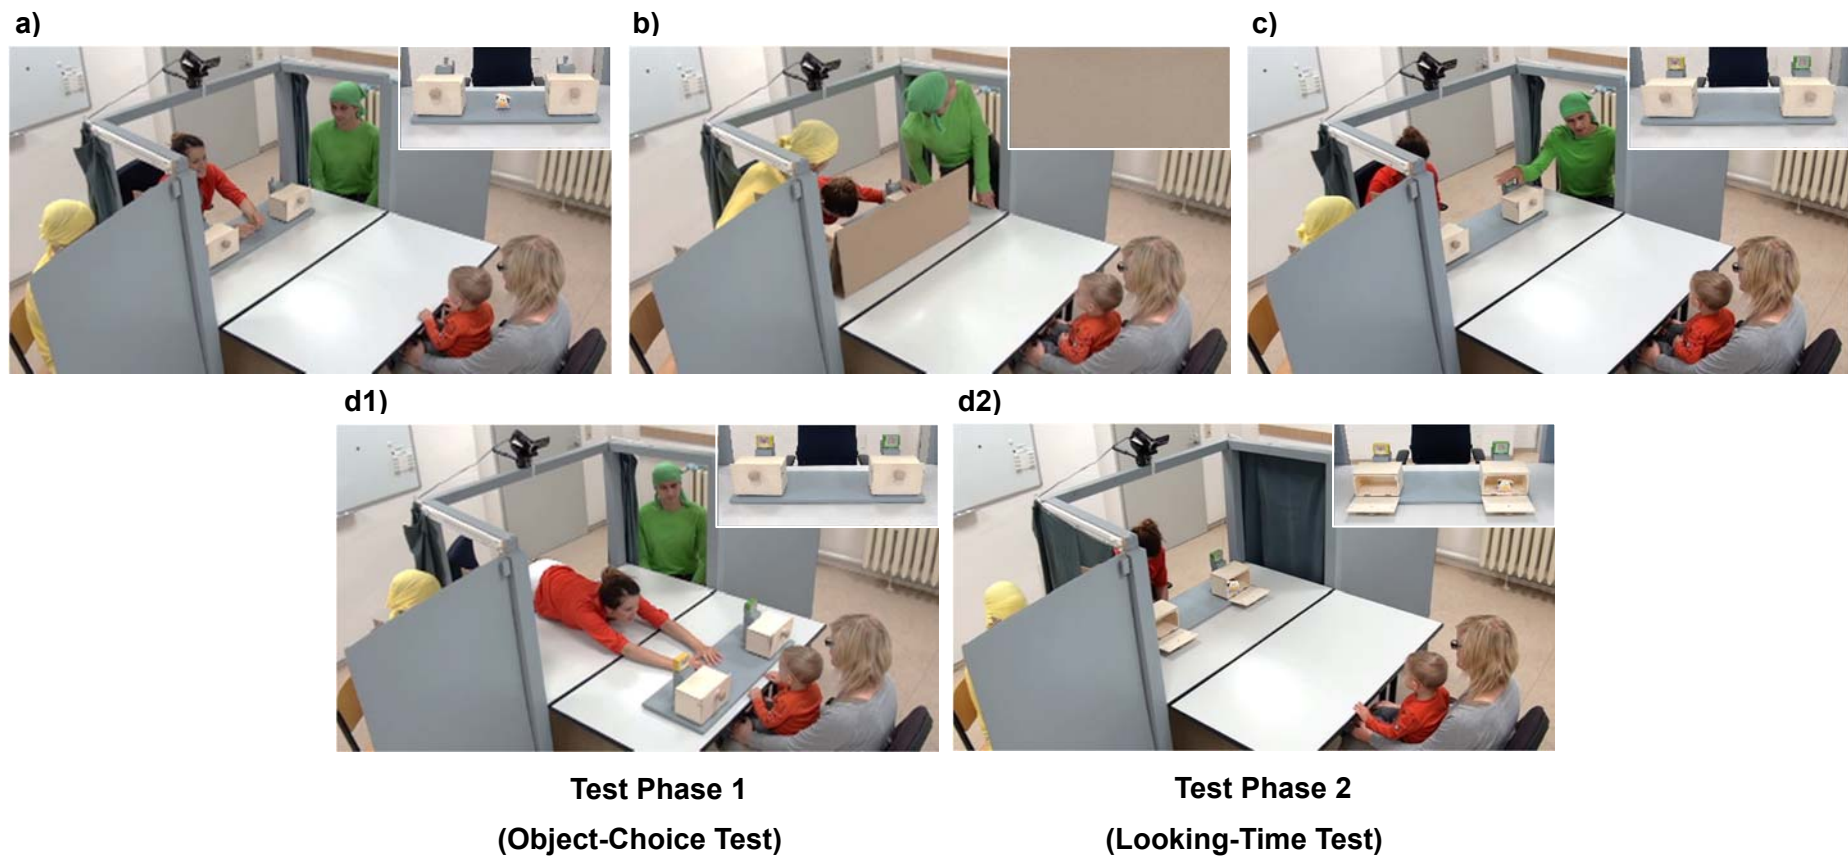 a)
b)
c)
d1)
d2)
Test Phase 1
(Object-Choice Test)
Test Phase 2
(Looking-Time Test)